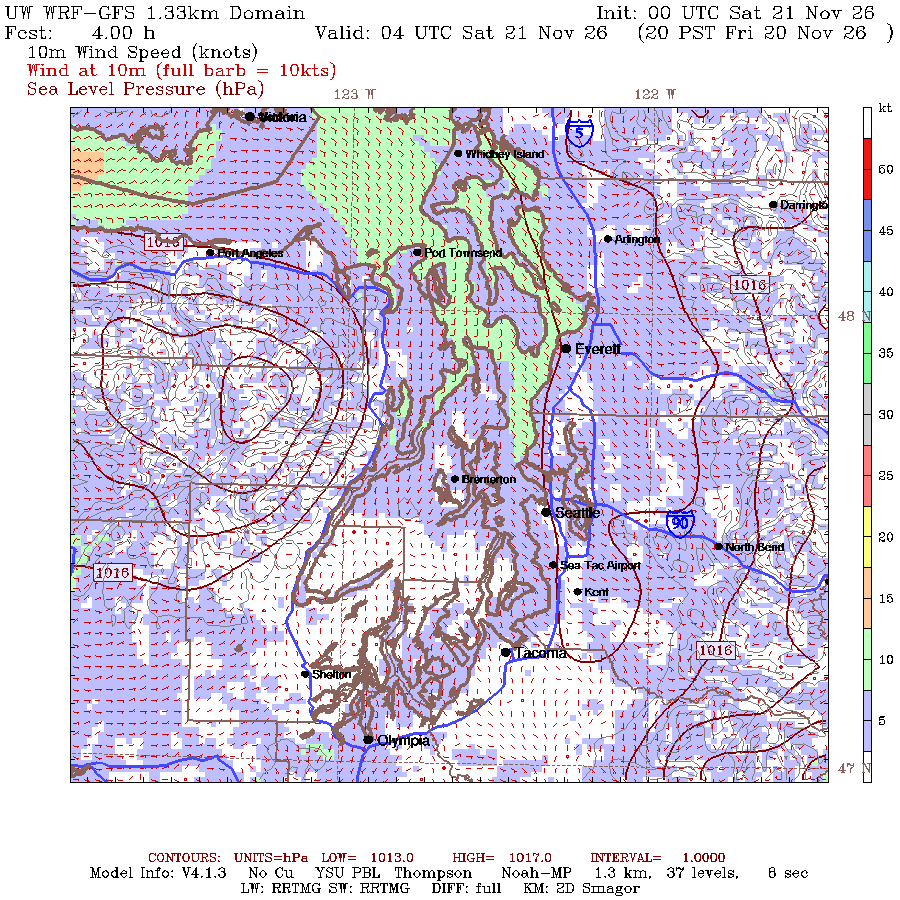 UW WRF-GFS 1.33km Domain Init: 00 UTC Sat 21 Nov 26
Fcst: 4.00 h Valid: 04 UTC Sat 21 Nov 26 (20 PST Fri 20 Nov 26 )
10m Wind Speed (knots)
Wind at 10m (full barb = 10kts)
Sea Level Pressure (hPa)
123 W 122 W
kt
Victoria
5
Whidbey Island
60
Darringto
45
Arlington
1016
Port Angeles
Port Townsend
1016
40
48 N
Everett
35
30
25
Bremerton
Seattle
90
20
North Bend
Sea Tac Airport
1016
Kent
15
1016
Tacoma
10
Shelton
5
Olympia
47 N
CONTOURS: UNITS=hPa LOW= 1013.0 HIGH= 1017.0 INTERVAL= 1.0000
Model Info: V4.1.3 No Cu YSU PBL Thompson Noah-MP 1.3 km, 37 levels, 8 sec
LW: RRTMG SW: RRTMG DIFF: full KM: 2D Smagor